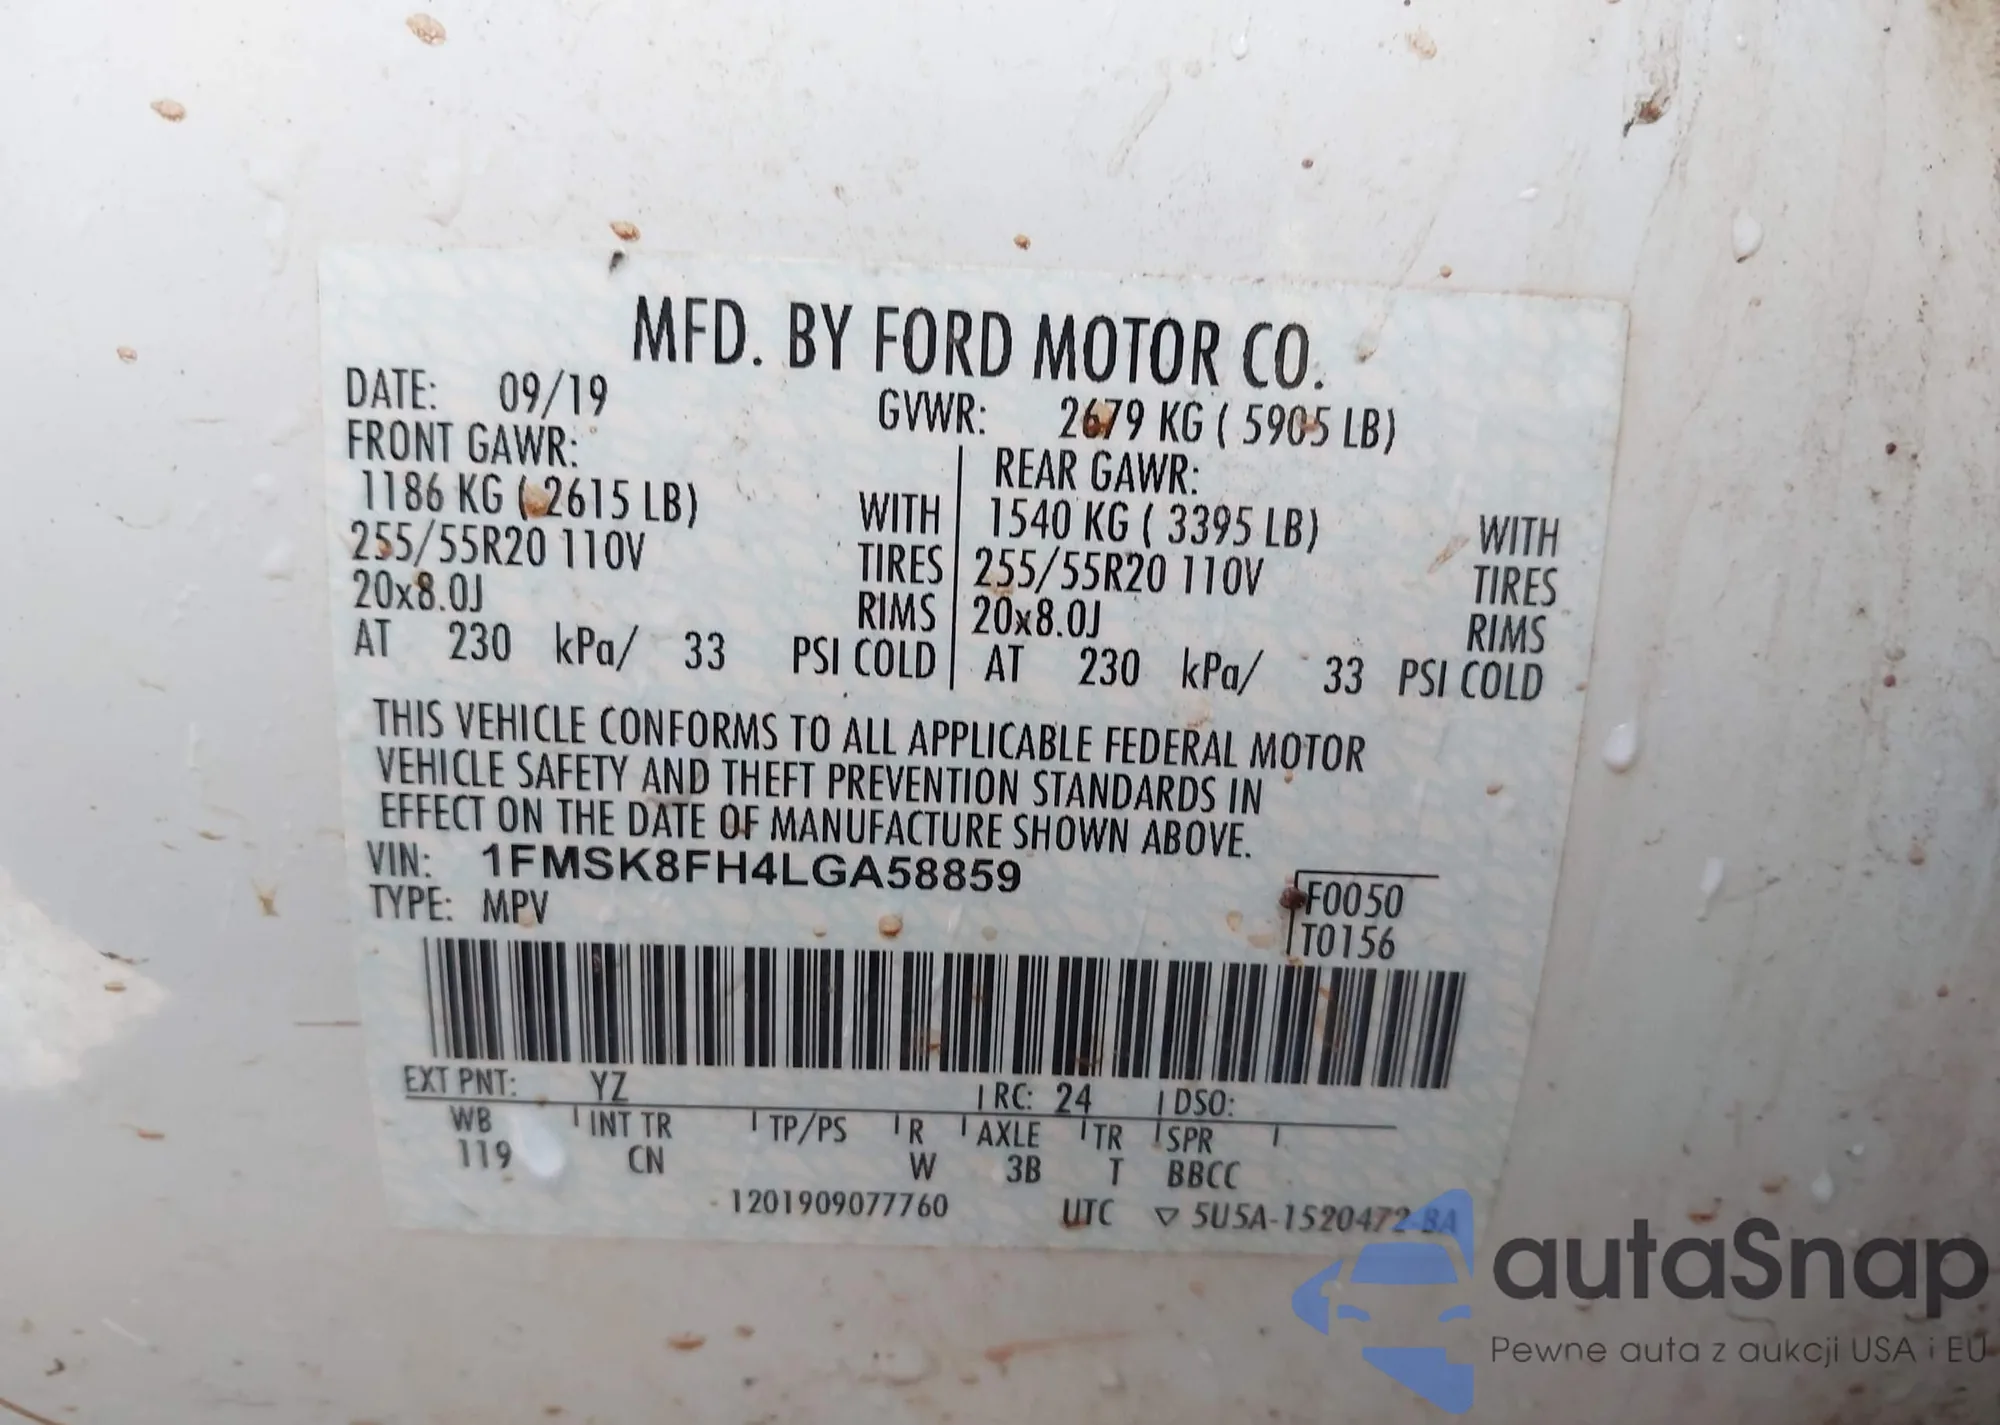 MFD. BY FORD MOTOR CO.
DATE: 09/19 GVWR: 2679 KG ( 5905 LB)
FRONT GAWR: REAR GAWR:
1186 KG ( 2615 LB) WITH 1540 KG ( 3395 LB) WITH
255/55R20 110V TIRES 255/55R20 110V TIRES
20x8.0J RIMS 20x8.0J RIMS
AT 230 kPa/ 33 PSI COLD AT 230 kPa/ 33 PSI COLD
THIS VEHICLE CONFORMS TO ALL APPLICABLE FEDERAL MOTOR
VEHICLE SAFETY AND THEFT PREVENTION STANDARDS IN
EFFECT ON THE DATE OF MANUFACTURE SHOWN ABOVE.
VIN: 1FMSK8FH4LGA58859
TYPE: MPV F0050
T0156
EXT PNT: YZ RC: 24 DSO:
WB INT TR TP/PS R AXLE TR SPR
119 CN W 3B T BBCC
1201909077760 UTC ▽ 5U5A-1520472-BA
autaSnap
Pewne auta z aukcji USA i EU